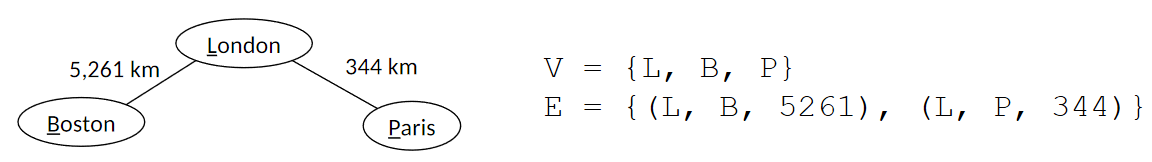 London
5,261 km
344 km
Boston
Paris
V = {L, B, P}
E = {(L, B, 5261), (L, P, 344)}